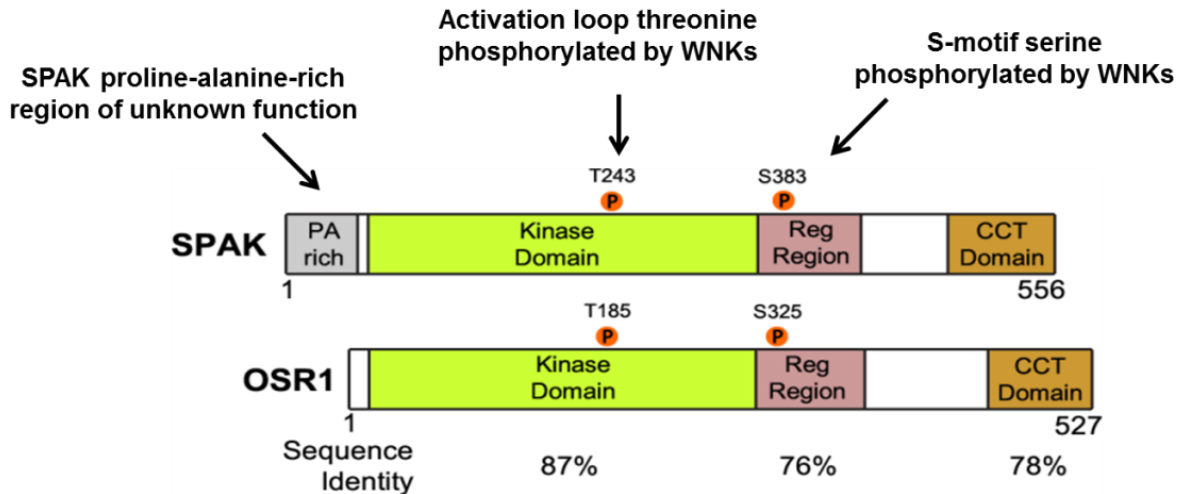 Activation loop threonine
phosphorylated by WNKs
S-motif serine
phosphorylated by WNKs
SPAK proline-alanine-rich
region of unknown function
T243
S383
P
P
SPAK
PA
rich
Kinase
Domain
Reg
Region
CCT
Domain
1
556
T185
S325
P
P
OSR1
Kinase
Domain
Reg
Region
CCT
Domain
1
527
Sequence
Identity
87%
76%
78%